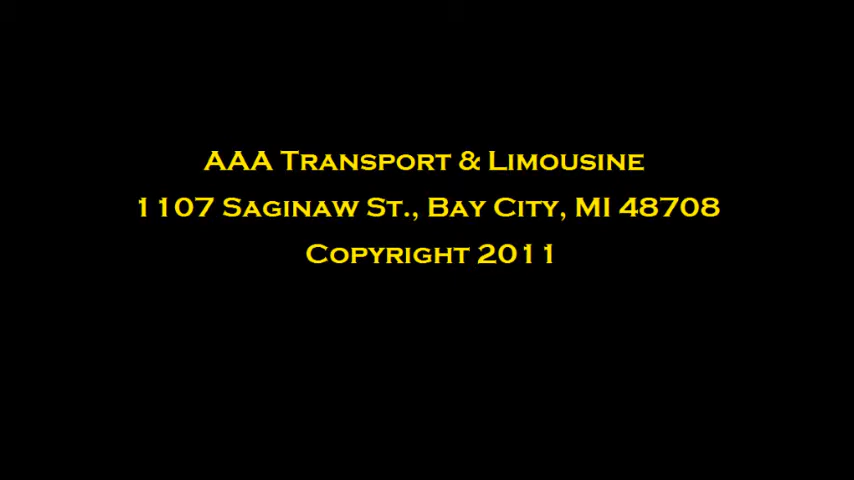 AAA Transport & Limousine
1107 Saginaw St., Bay City, MI 48708
Copyright 2011